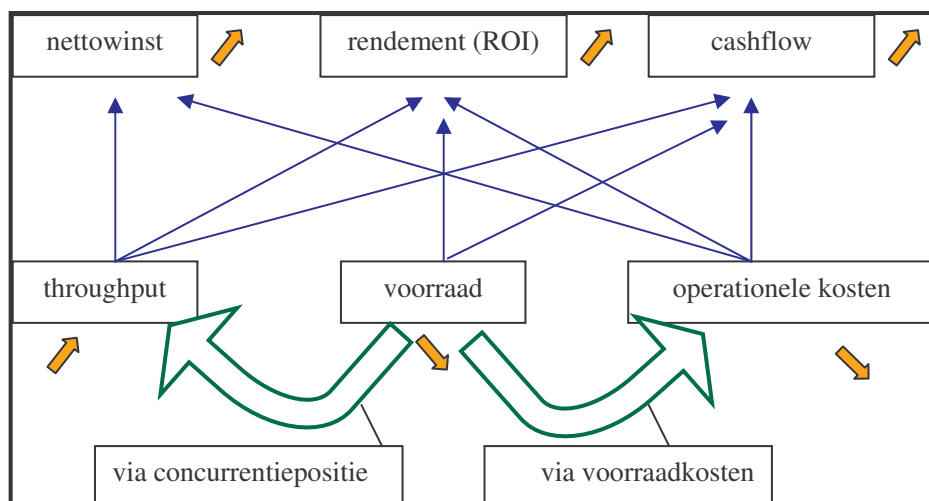 nettowinst
rendement (ROI)
cashflow
throughput
voorraad
operationele kosten
via concurrentiepositie
via voorraadkosten